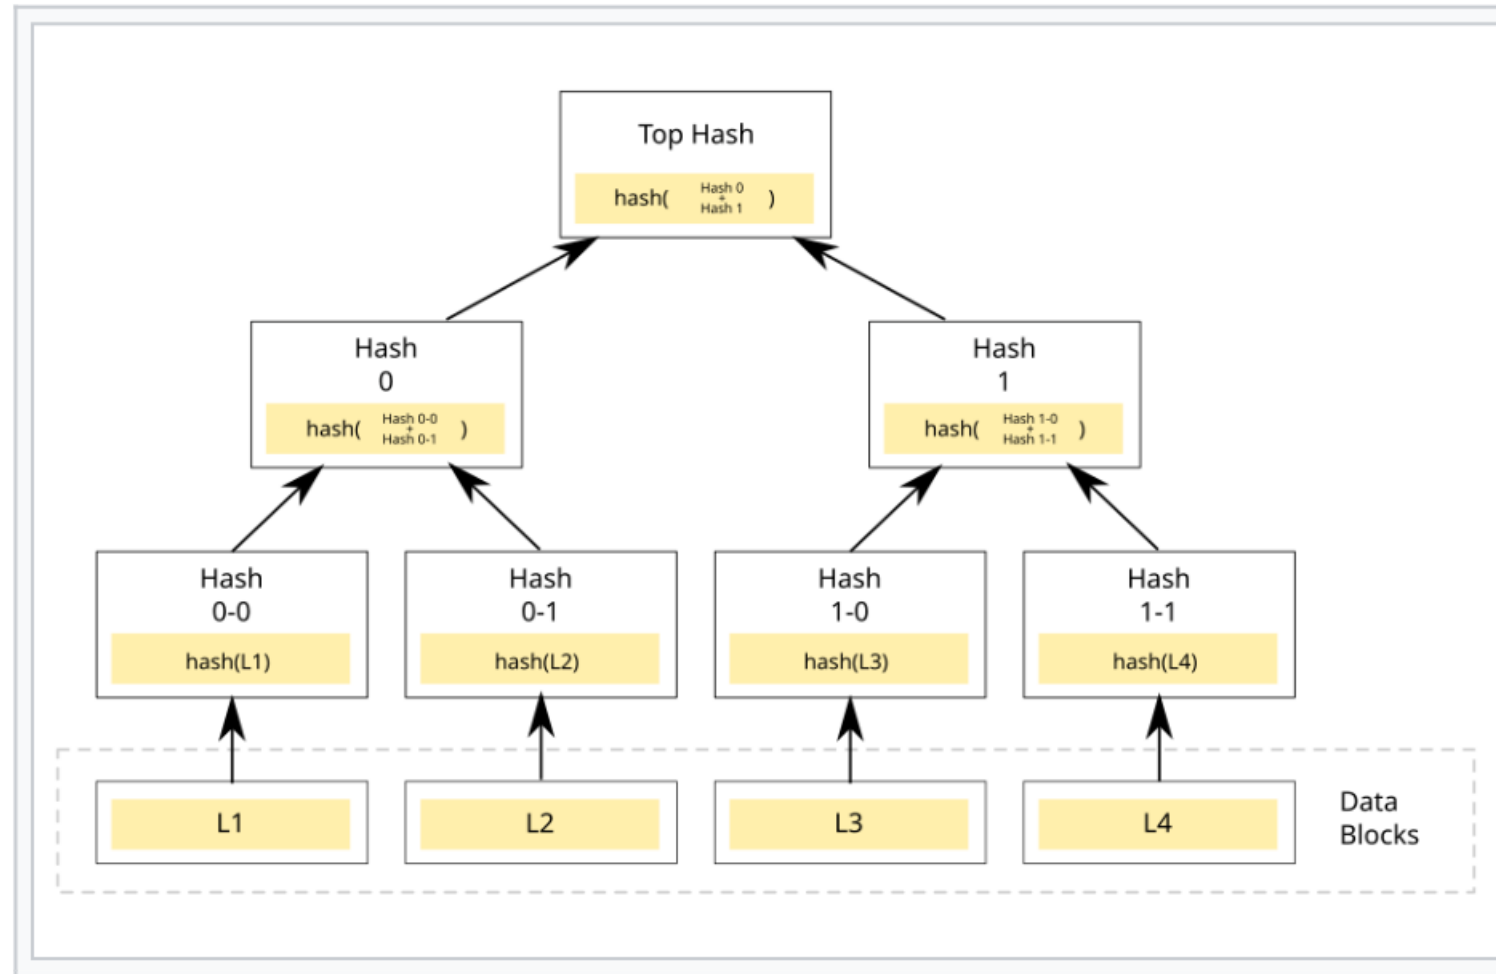 Top Hash
hash( Hash 0 + Hash 1 )
Hash
0
hash( Hash 0-0 + Hash 0-1 )
Hash
1
hash( Hash 1-0 + Hash 1-1 )
Hash
0-0
hash(L1)
Hash
0-1
hash(L2)
Hash
1-0
hash(L3)
Hash
1-1
hash(L4)
L1
L2
L3
L4
Data
Blocks